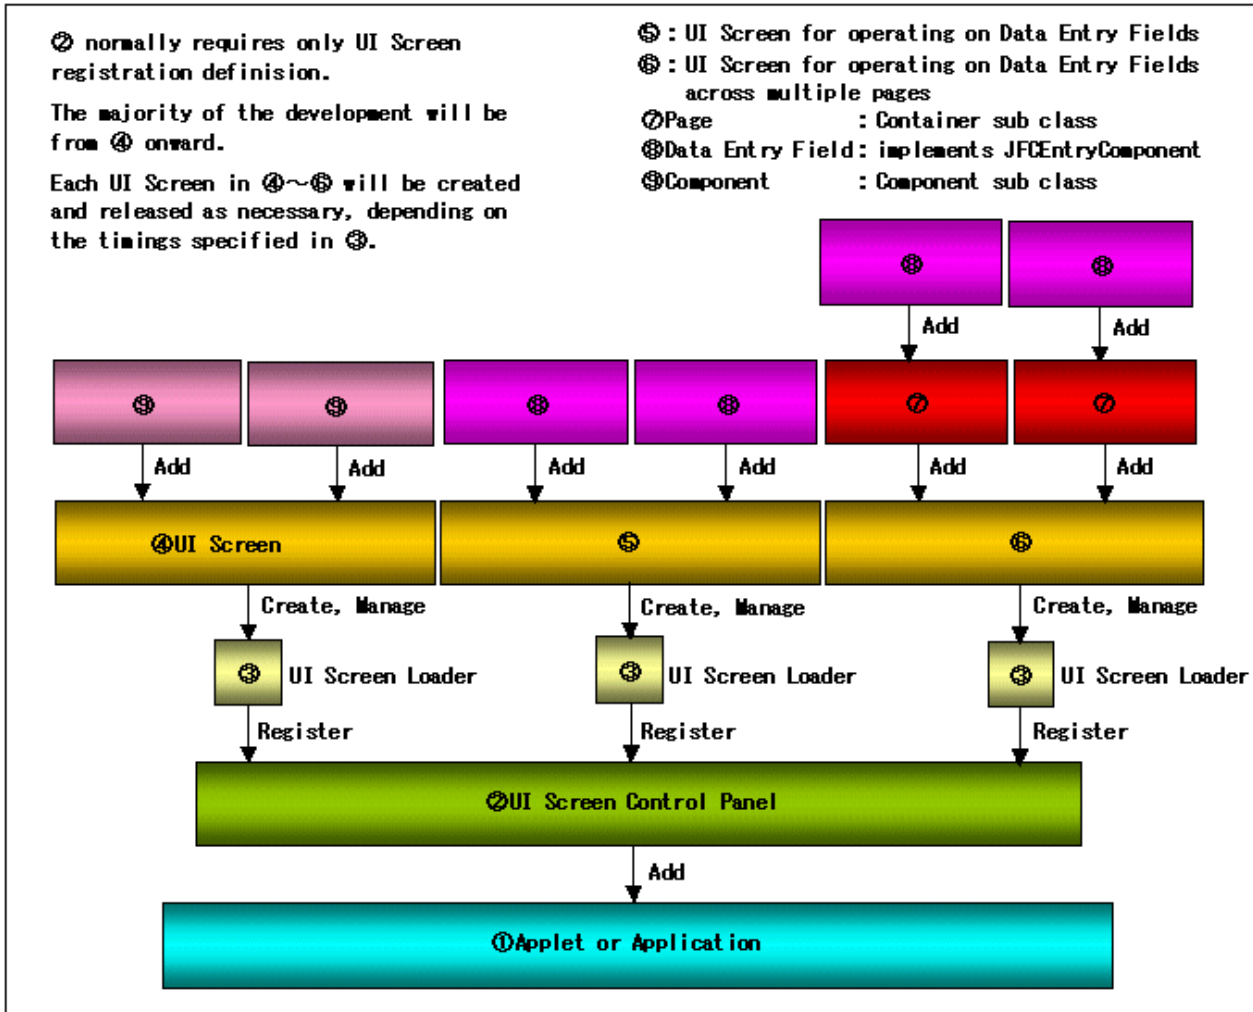 ② normally requires only UI Screen
registration definision.
The majority of the development will be
from ④ onward.
Each UI Screen in ④～⑥ will be created
and released as necessary, depending on
the timings specified in ③.
⑤ : UI Screen for operating on Data Entry Fields
⑥ : UI Screen for operating on Data Entry Fields
across multiple pages
⑦Page : Container sub class
⑧Data Entry Field : implements JFCEntryComponent
⑨Component : Component sub class
⑧ ⑧
Add Add
⑨ ⑨ ⑧ ⑧ ⑦ ⑦
Add Add Add Add Add Add
④UI Screen ⑤ ⑥
Create, Manage Create, Manage Create, Manage
③ UI Screen Loader ③ UI Screen Loader ③ UI Screen Loader
Register Register Register
②UI Screen Control Panel
Add
①Applet or Application